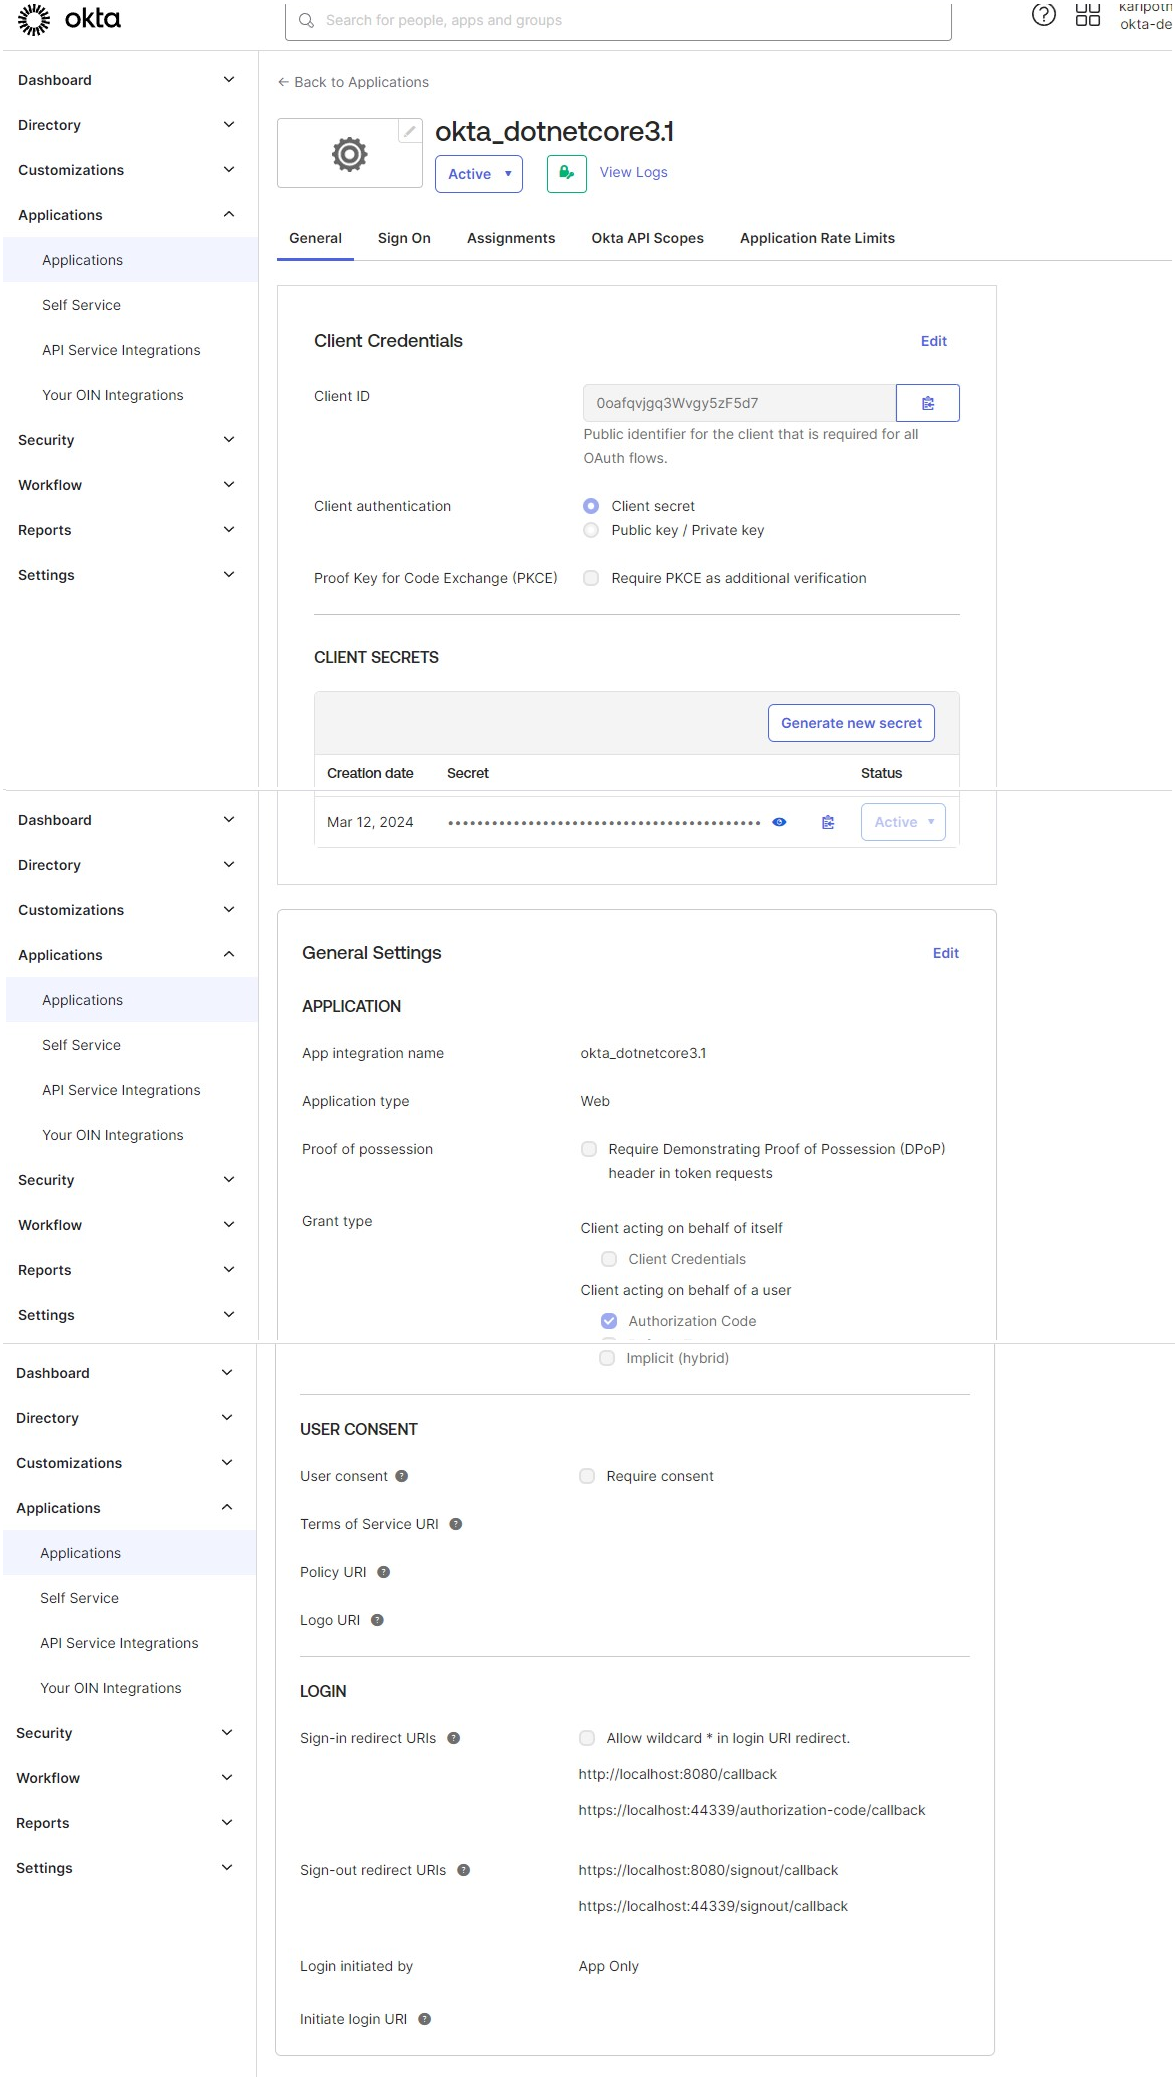 okta
Search for people, apps and groups
okta-de
Dashboard
Directory
Customizations
Applications
Applications
Self Service
API Service Integrations
Your OIN Integrations
Security
Workflow
Reports
Settings
← Back to Applications
okta_dotnetcore3.1
Active
View Logs
General
Sign On
Assignments
Okta API Scopes
Application Rate Limits
Client Credentials
Edit
Client ID
0oafqvjgq3Wvgy5zF5d7
Public identifier for the client that is required for all
OAuth flows.
Client authentication
Client secret
Public key / Private key
Proof Key for Code Exchange (PKCE)
Require PKCE as additional verification
CLIENT SECRETS
Generate new secret
Creation date
Secret
Status
Dashboard
Directory
Customizations
Applications
Applications
Self Service
API Service Integrations
Your OIN Integrations
Security
Workflow
Reports
Settings
Mar 12, 2024
Active
General Settings
Edit
APPLICATION
App integration name
okta_dotnetcore3.1
Application type
Web
Proof of possession
Require Demonstrating Proof of Possession (DPoP)
header in token requests
Grant type
Client acting on behalf of itself
Client Credentials
Client acting on behalf of a user
Authorization Code
Dashboard
Directory
Customizations
Applications
Applications
Self Service
API Service Integrations
Your OIN Integrations
Security
Workflow
Reports
Settings
Implicit (hybrid)
USER CONSENT
User consent
Require consent
Terms of Service URI
Policy URI
Logo URI
LOGIN
Sign-in redirect URIs
Allow wildcard * in login URI redirect.
http://localhost:8080/callback
https://localhost:44339/authorization-code/callback
Sign-out redirect URIs
https://localhost:8080/signout/callback
https://localhost:44339/signout/callback
Login initiated by
App Only
Initiate login URI